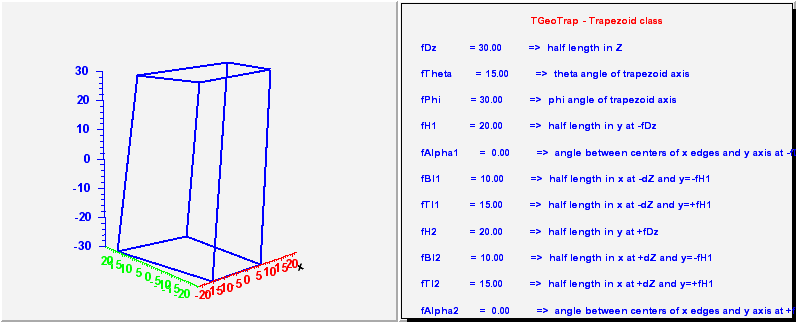 30
20
10
0
-10
-20
-30
20
15
10
5
0
-5
-20
-20
-15
-10
-5
0
5
10
15
20
x
TGeoTrap - Trapezoid class
fDz = 30.00 => half length in Z
fTheta = 15.00 => theta angle of trapezoid axis
fPhi = 30.00 => phi angle of trapezoid axis
fH1 = 20.00 => half length in y at -fDz
fAlpha1 = 0.00 => angle between centers of x edges and y axis at -f
fBl1 = 10.00 => half length in x at -dZ and y=-fH1
fTl1 = 15.00 => half length in x at -dZ and y=+fH1
fH2 = 20.00 => half length in y at +fDz
fBl2 = 10.00 => half length in x at +dZ and y=-fH1
fTl2 = 15.00 => half length in x at +dZ and y=+fH1
fAlpha2 = 0.00 => angle between centers of x edges and y axis at +